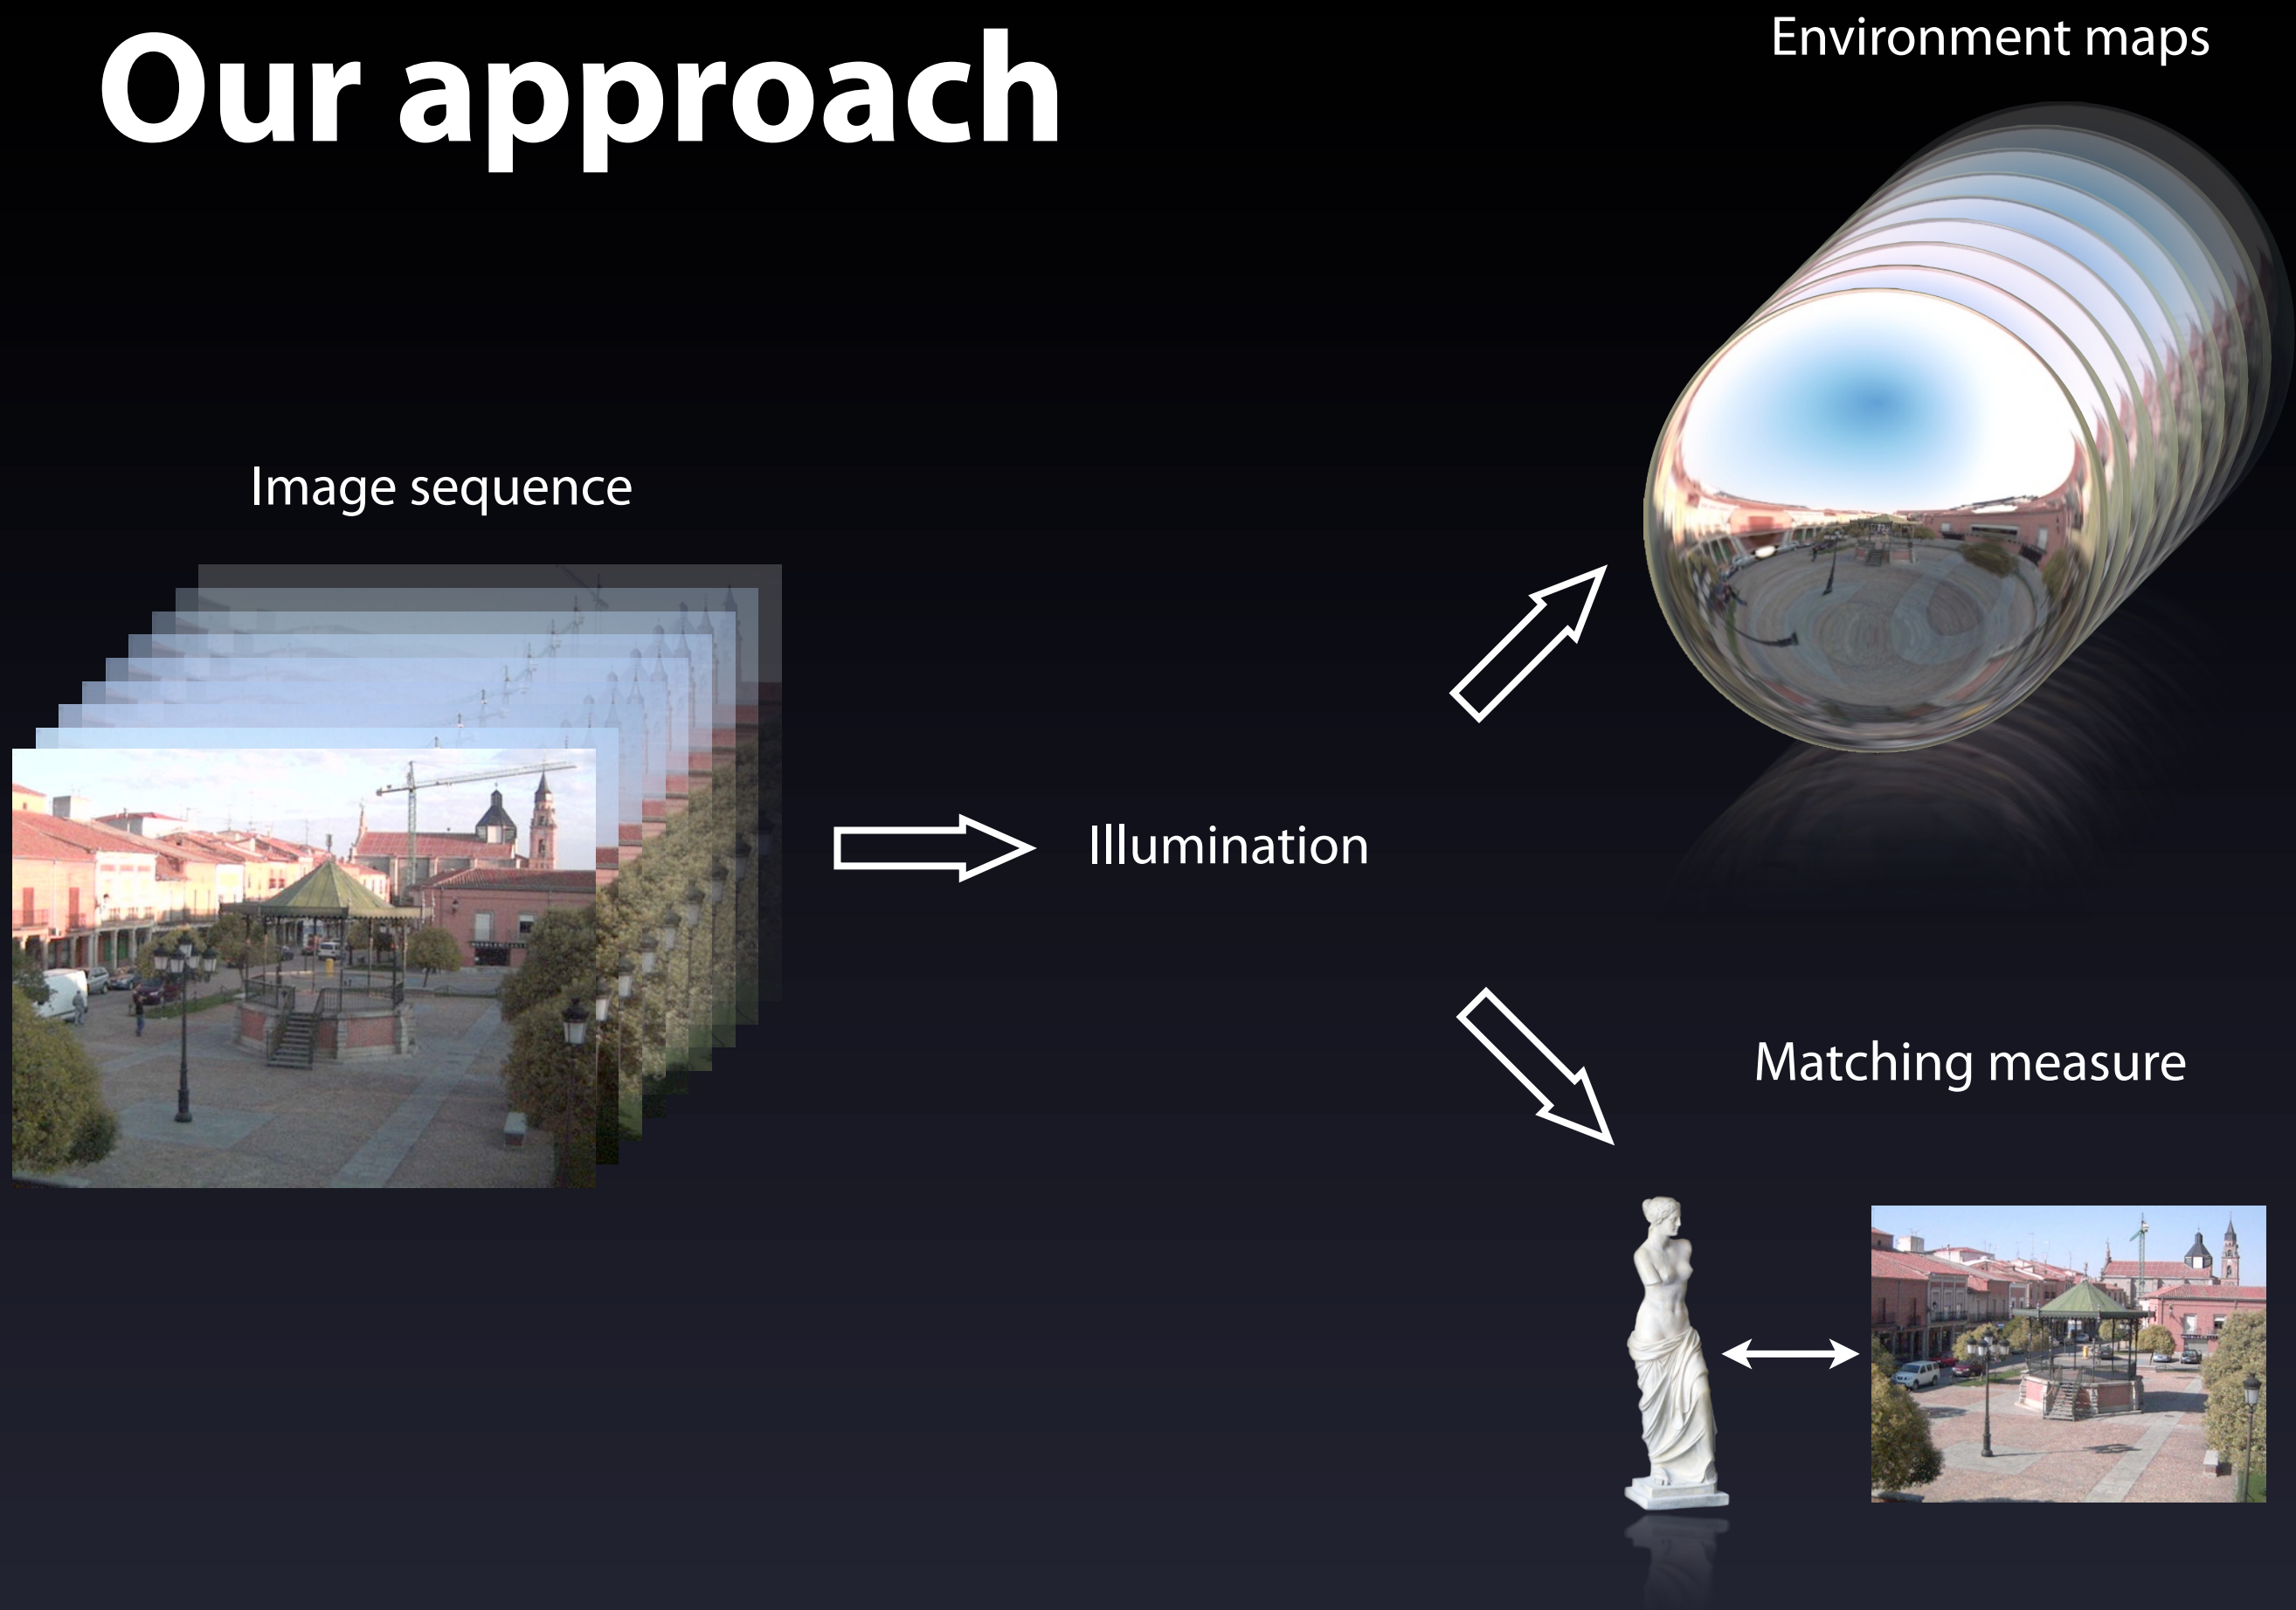 Our approach
Environment maps
Image sequence
Illumination
Matching measure